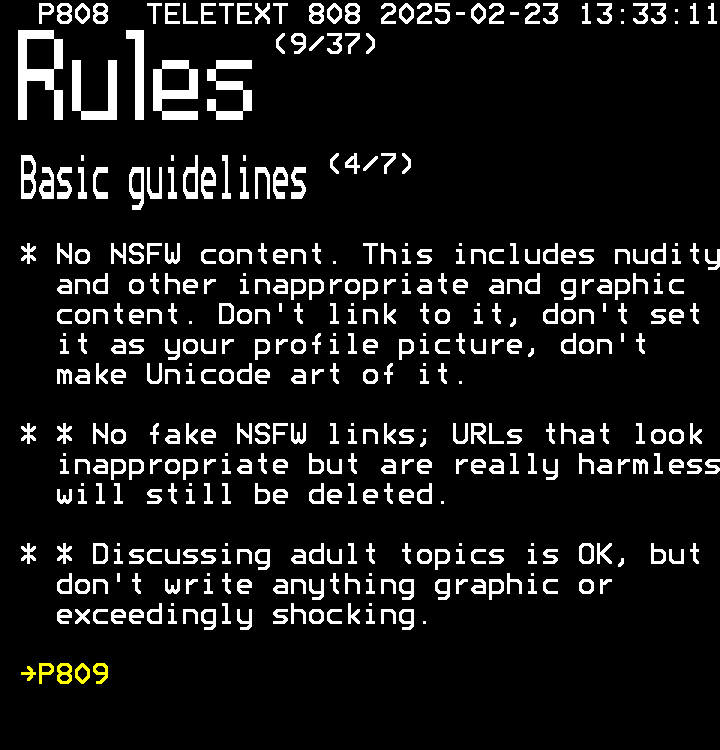 P808 TELETEXT 808 2025-02-23 13:33:11
Rules (9/37)
Basic guidelines (4/7)
* No NSFW content. This includes nudity
and other inappropriate and graphic
content. Don't link to it, don't set
it as your profile picture, don't
make Unicode art of it.
* * No fake NSFW links; URLs that look
inappropriate but are really harmless
will still be deleted.
* * Discussing adult topics is OK, but
don't write anything graphic or
exceedingly shocking.
→P809